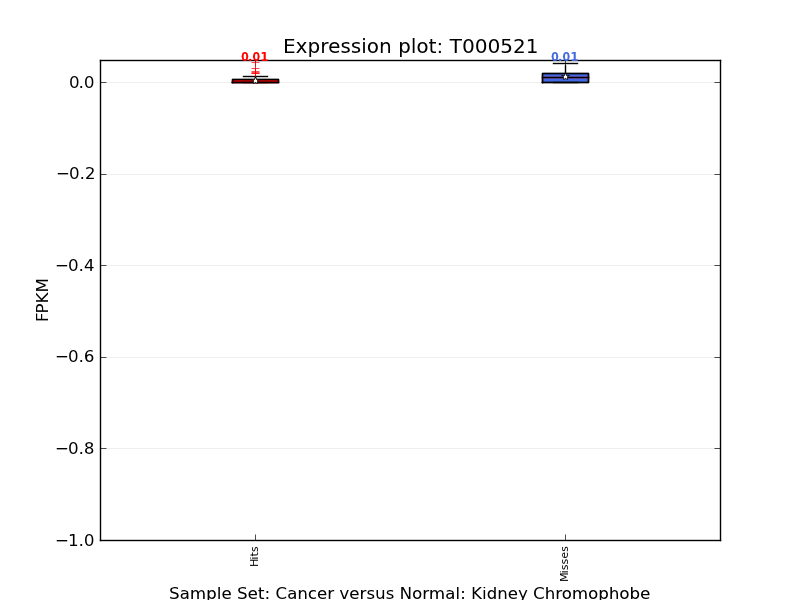 Expression plot: T000521
0.01
0.01
0.0
−0.2
−0.4
−0.6
−0.8
−1.0
FPKM
Hits
Misses
Sample Set: Cancer versus Normal: Kidney Chromophobe